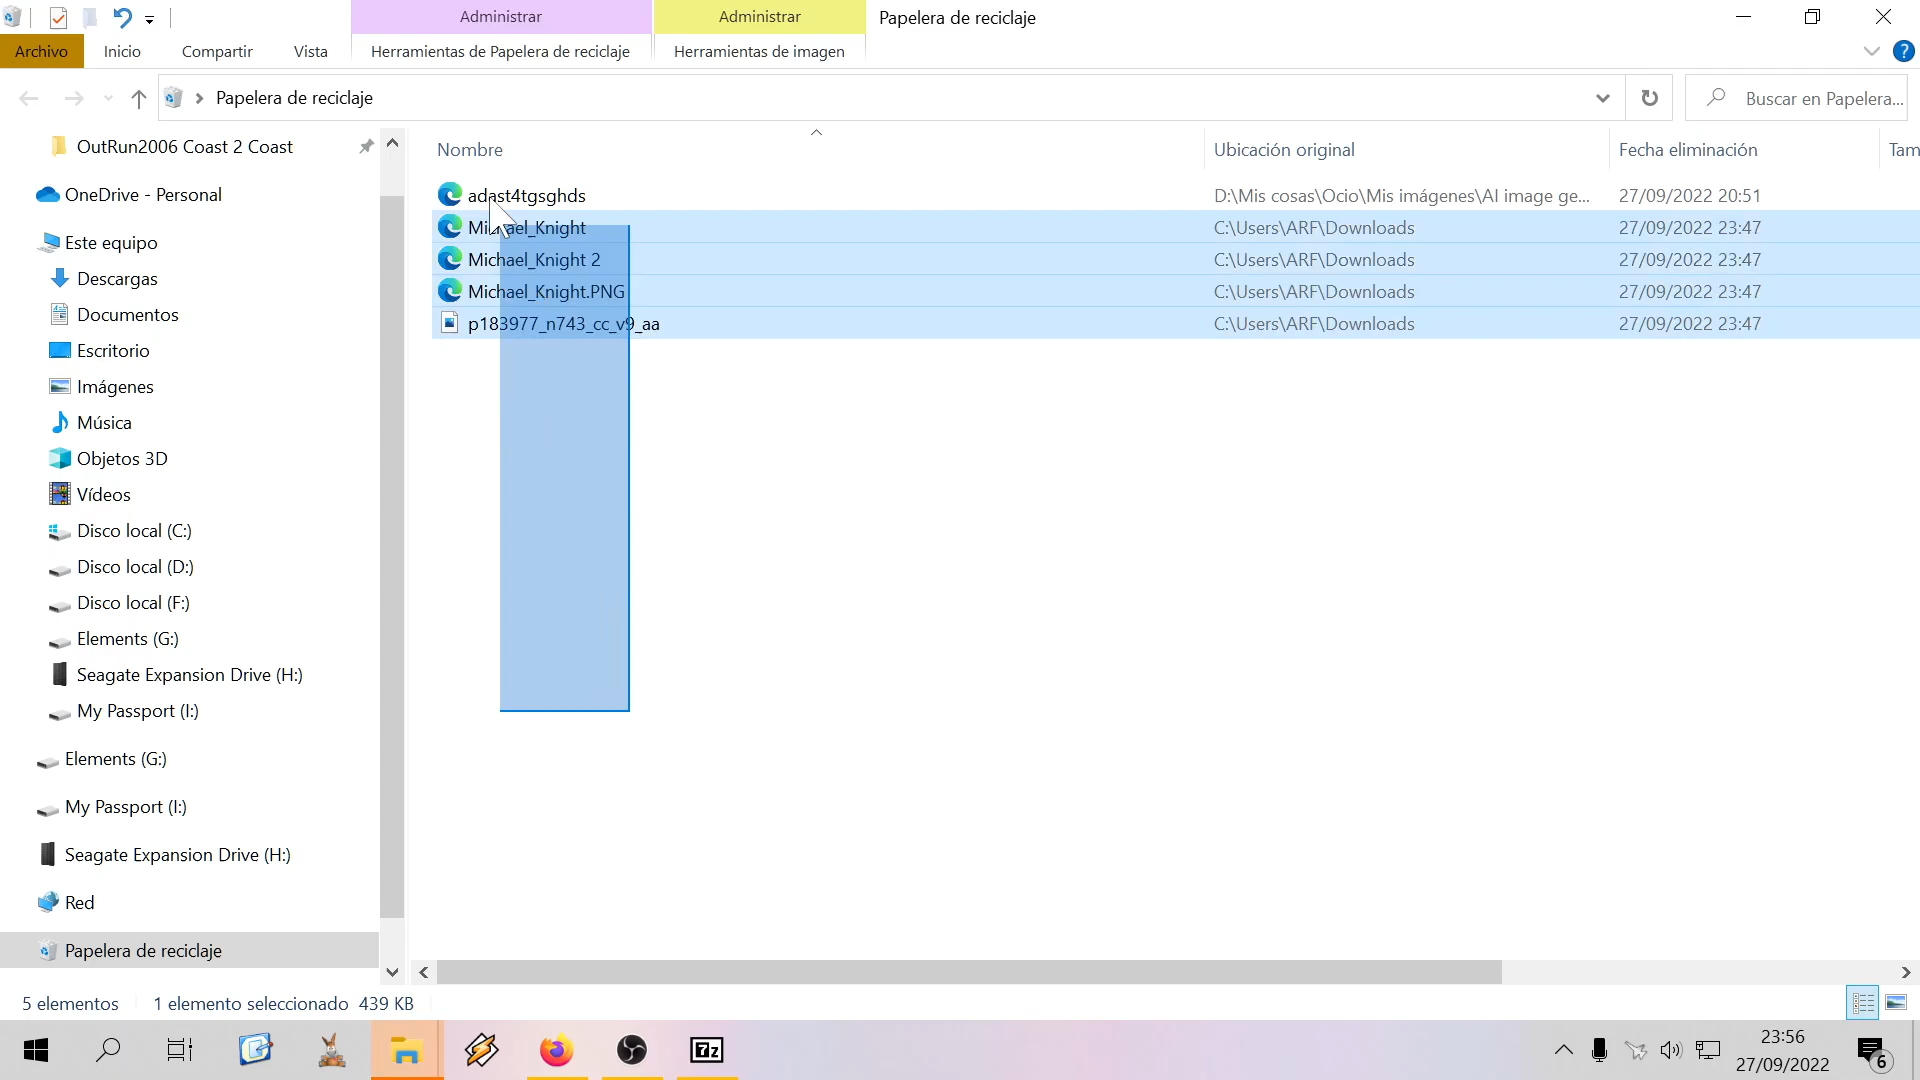 Administrar
Administrar
Papelera de reciclaje
Archivo
Inicio
Compartir
Vista
Herramientas de Papelera de reciclaje
Herramientas de imagen
?
Papelera de reciclaje
Buscar en Papelera...
OutRun2006 Coast 2 Coast
OneDrive - Personal
Este equipo
Descargas
Documentos
Escritorio
Imágenes
Música
Objetos 3D
Vídeos
Disco local (C:)
Disco local (D:)
Disco local (F:)
Elements (G:)
Seagate Expansion Drive (H:)
My Passport (I:)
Elements (G:)
My Passport (I:)
Seagate Expansion Drive (H:)
Red
Papelera de reciclaje
Nombre
Ubicación original
Fecha eliminación
Tam
D:\Mis cosas\Ocio\Mis imágenes\AI image ge...
27/09/2022 20:51
Michael_Knight
C:\Users\ARF\Downloads
27/09/2022 23:47
Michael_Knight 2
C:\Users\ARF\Downloads
27/09/2022 23:47
Michael_Knight.PNG
C:\Users\ARF\Downloads
27/09/2022 23:47
p183977_n743_cc_v9_aa
C:\Users\ARF\Downloads
27/09/2022 23:47
5 elementos
1 elemento seleccionado 439 KB
7z
23:56
27/09/2022
6